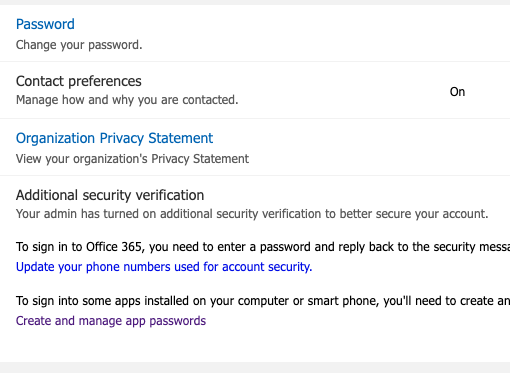 Password
Change your password.
Contact preferences
Manage how and why you are contacted.
On
Organization Privacy Statement
View your organization's Privacy Statement
Additional security verification
Your admin has turned on additional security verification to better secure your account.
To sign in to Office 365, you need to enter a password and reply back to the security
Update your phone numbers used for account security.
To sign into some apps installed on your computer or smart phone, you'll need to create
Create and manage app passwords